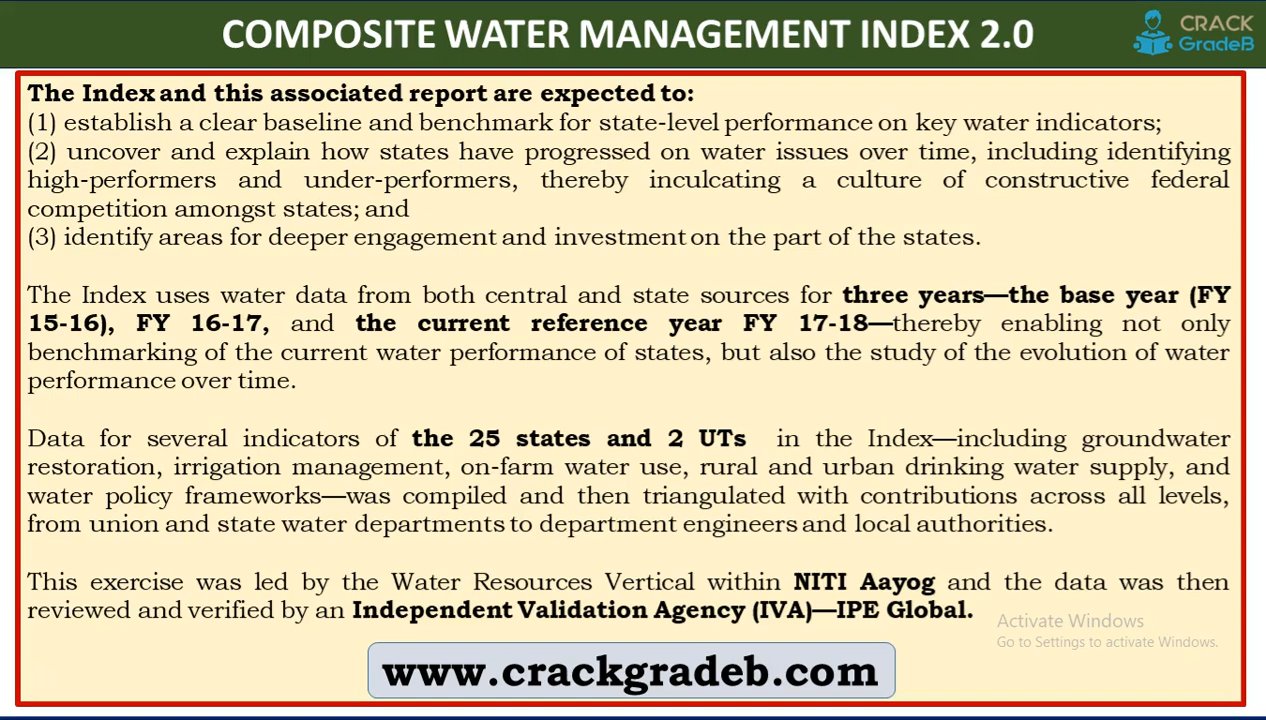 COMPOSITE WATER MANAGEMENT INDEX 2.0
CRACK
GradeB
The Index and this associated report are expected to:
(1) establish a clear baseline and benchmark for state-level performance on key water indicators;
(2) uncover and explain how states have progressed on water issues over time, including identifying
high-performers and under-performers, thereby inculcating a culture of constructive federal
competition amongst states; and
(3) identify areas for deeper engagement and investment on the part of the states.
The Index uses water data from both central and state sources for three years—the base year (FY
15-16), FY 16-17, and the current reference year FY 17-18—thereby enabling not only
benchmarking of the current water performance of states, but also the study of the evolution of water
performance over time.
Data for several indicators of the 25 states and 2 UTs in the Index—including groundwater
restoration, irrigation management, on-farm water use, rural and urban drinking water supply, and
water policy frameworks—was compiled and then triangulated with contributions across all levels,
from union and state water departments to department engineers and local authorities.
This exercise was led by the Water Resources Vertical within NITI Aayog and the data was then
reviewed and verified by an Independent Validation Agency (IVA)—IPE Global.
Activate Windows
Go to Settings to activate Windows.
www.crackgradeb.com